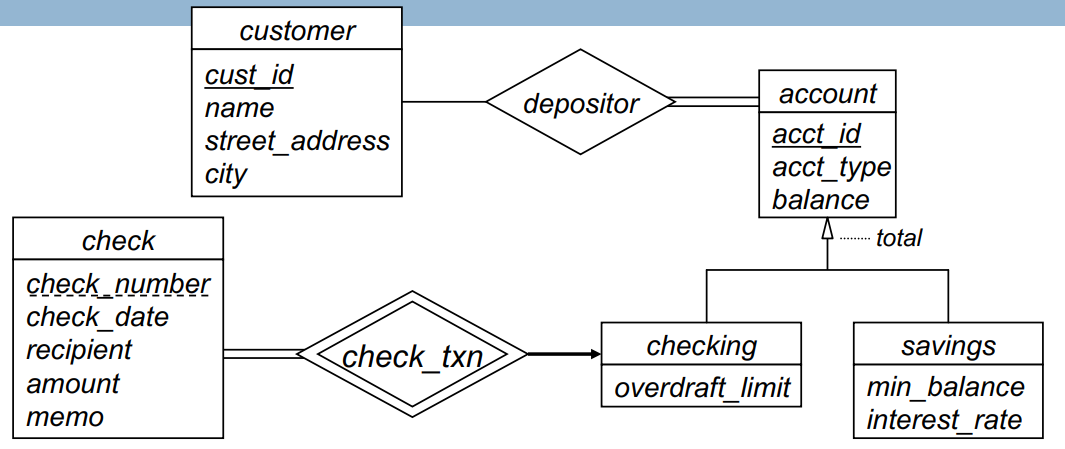 customer
cust_id
name
street_address
city
depositor
account
acct_id
acct_type
balance
total
check
check_number
check_date
recipient
amount
memo
check_txn
checking
overdraft_limit
savings
min_balance
interest_rate